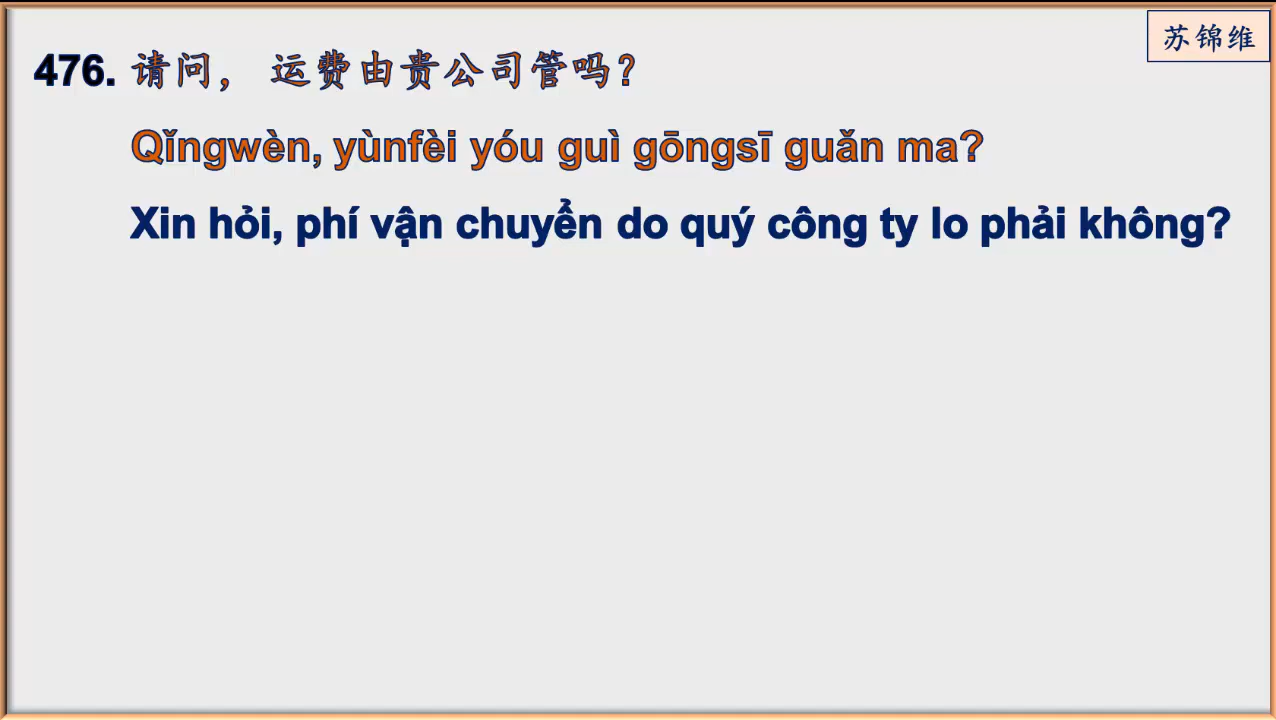 苏锦维
476. 请问, 运费由贵公司管吗?
Qǐngwèn, yùnfèi yóu guì gōngsī guǎn ma?
Xin hỏi, phí vận chuyển do quý công ty lo phải không?